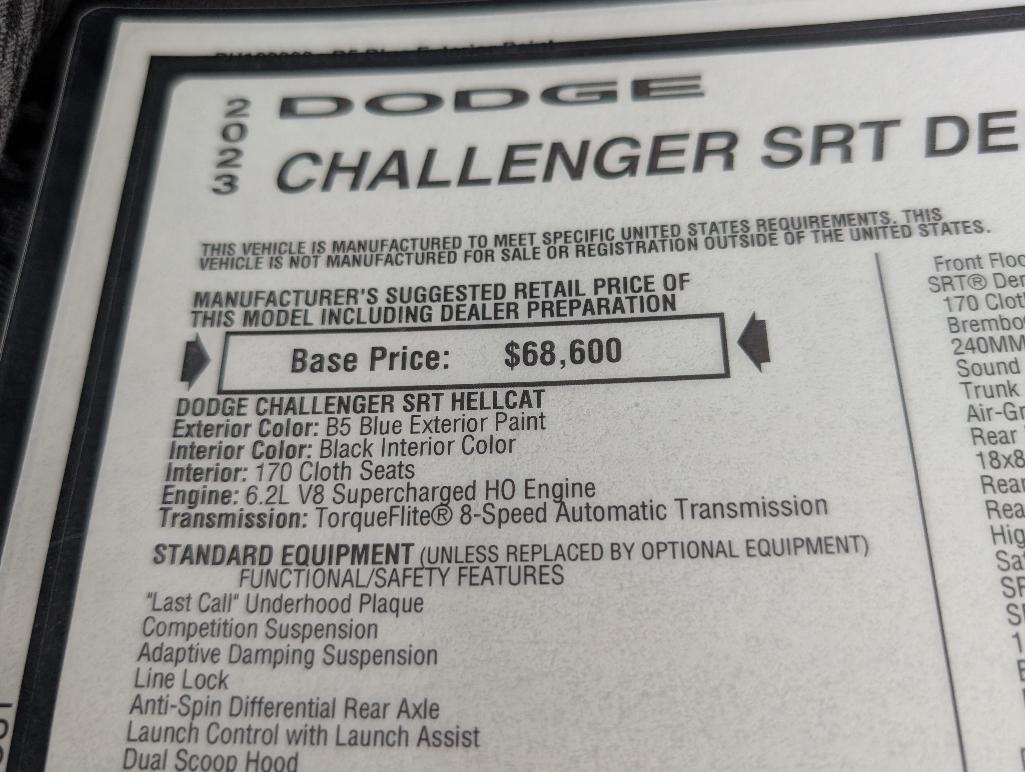 2023 DODGE
CHALLENGER SRT DE
THIS VEHICLE IS MANUFACTURED TO MEET SPECIFIC UNITED STATES REQUIREMENTS. THIS
VEHICLE IS NOT MANUFACTURED FOR SALE OR REGISTRATION OUTSIDE OF THE UNITED STATES.
MANUFACTURER'S SUGGESTED RETAIL PRICE OF
THIS MODEL INCLUDING DEALER PREPARATION
Base Price: $68,600
DODGE CHALLENGER SRT HELLCAT
Exterior Color: B5 Blue Exterior Paint
Interior Color: Black Interior Color
Interior: 170 Cloth Seats
Engine: 6.2L V8 Supercharged HO Engine
Transmission: TorqueFlite® 8-Speed Automatic Transmission
STANDARD EQUIPMENT (UNLESS REPLACED BY OPTIONAL EQUIPMENT)
FUNCTIONAL/SAFETY FEATURES
"Last Call" Underhood Plaque
Competition Suspension
Adaptive Damping Suspension
Line Lock
Anti-Spin Differential Rear Axle
Launch Control with Launch Assist
Dual Scoop Hood
Front Floo
SRT® Den
170 Cloth
Brembo
240MM
Sound
Trunk
Air-Gr
Rear
18x8
Rear
Rea
Hig
Sa